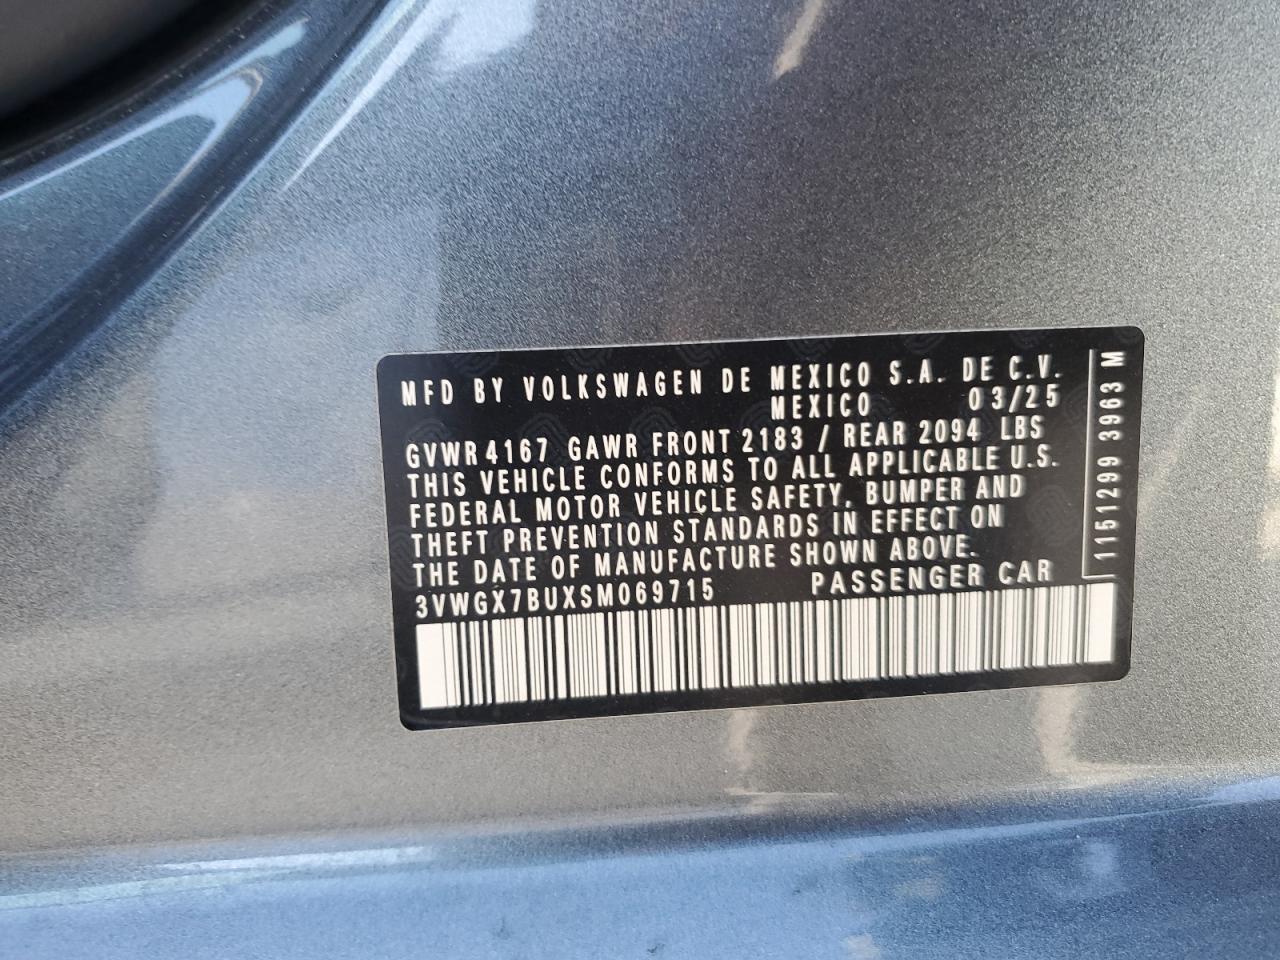 MFD BY VOLKSWAGEN DE MEXICO S.A. DE C.V.
MEXICO 03/25
GVWR 4167 GAWR FRONT 2183 / REAR 2094 LBS
THIS VEHICLE CONFORMS TO ALL APPLICABLE U.S.
FEDERAL MOTOR VEHICLE SAFETY, BUMPER AND
THEFT PREVENTION STANDARDS IN EFFECT ON
THE DATE OF MANUFACTURE SHOWN ABOVE.
3VWGX7BUXSM069715 PASSENGER CAR
1151299 3963 M